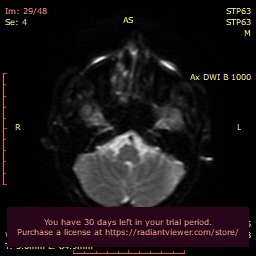 Im: 29/48
Se: 4
AS
STP63
STP63
M
Ax DWI B 1000
R
L
You have 30 days left in your trial period.
Purchase a license at https://radiantviewer.com/store/